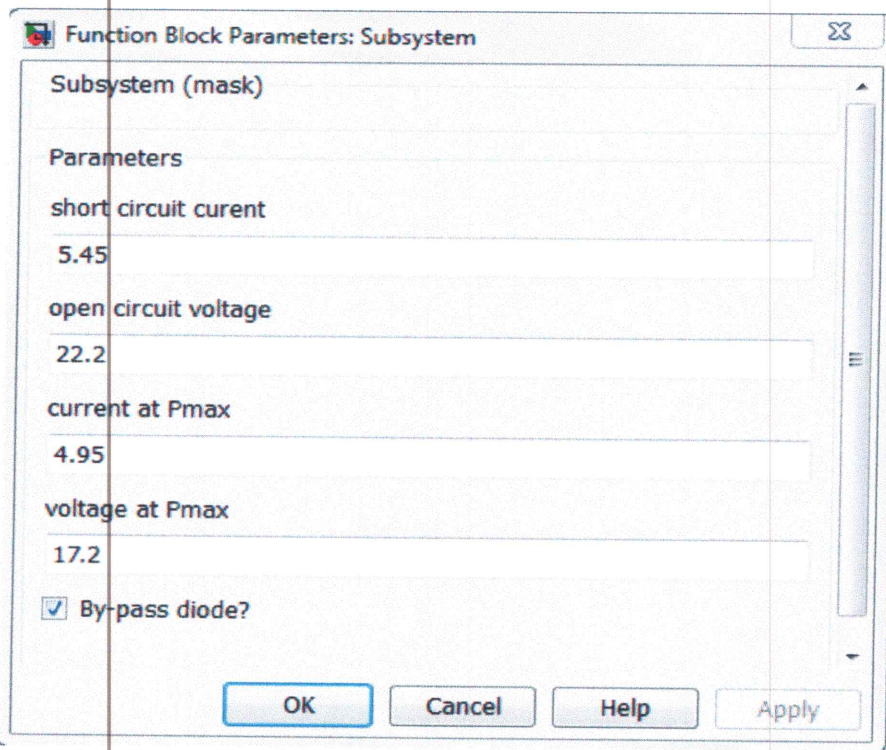 Function Block Parameters: Subsystem
Subsystem (mask)
Parameters
short circuit curent
5.45
open circuit voltage
22.2
current at Pmax
4.95
voltage at Pmax
17.2
By-pass diode?
OK Cancel Help Apply